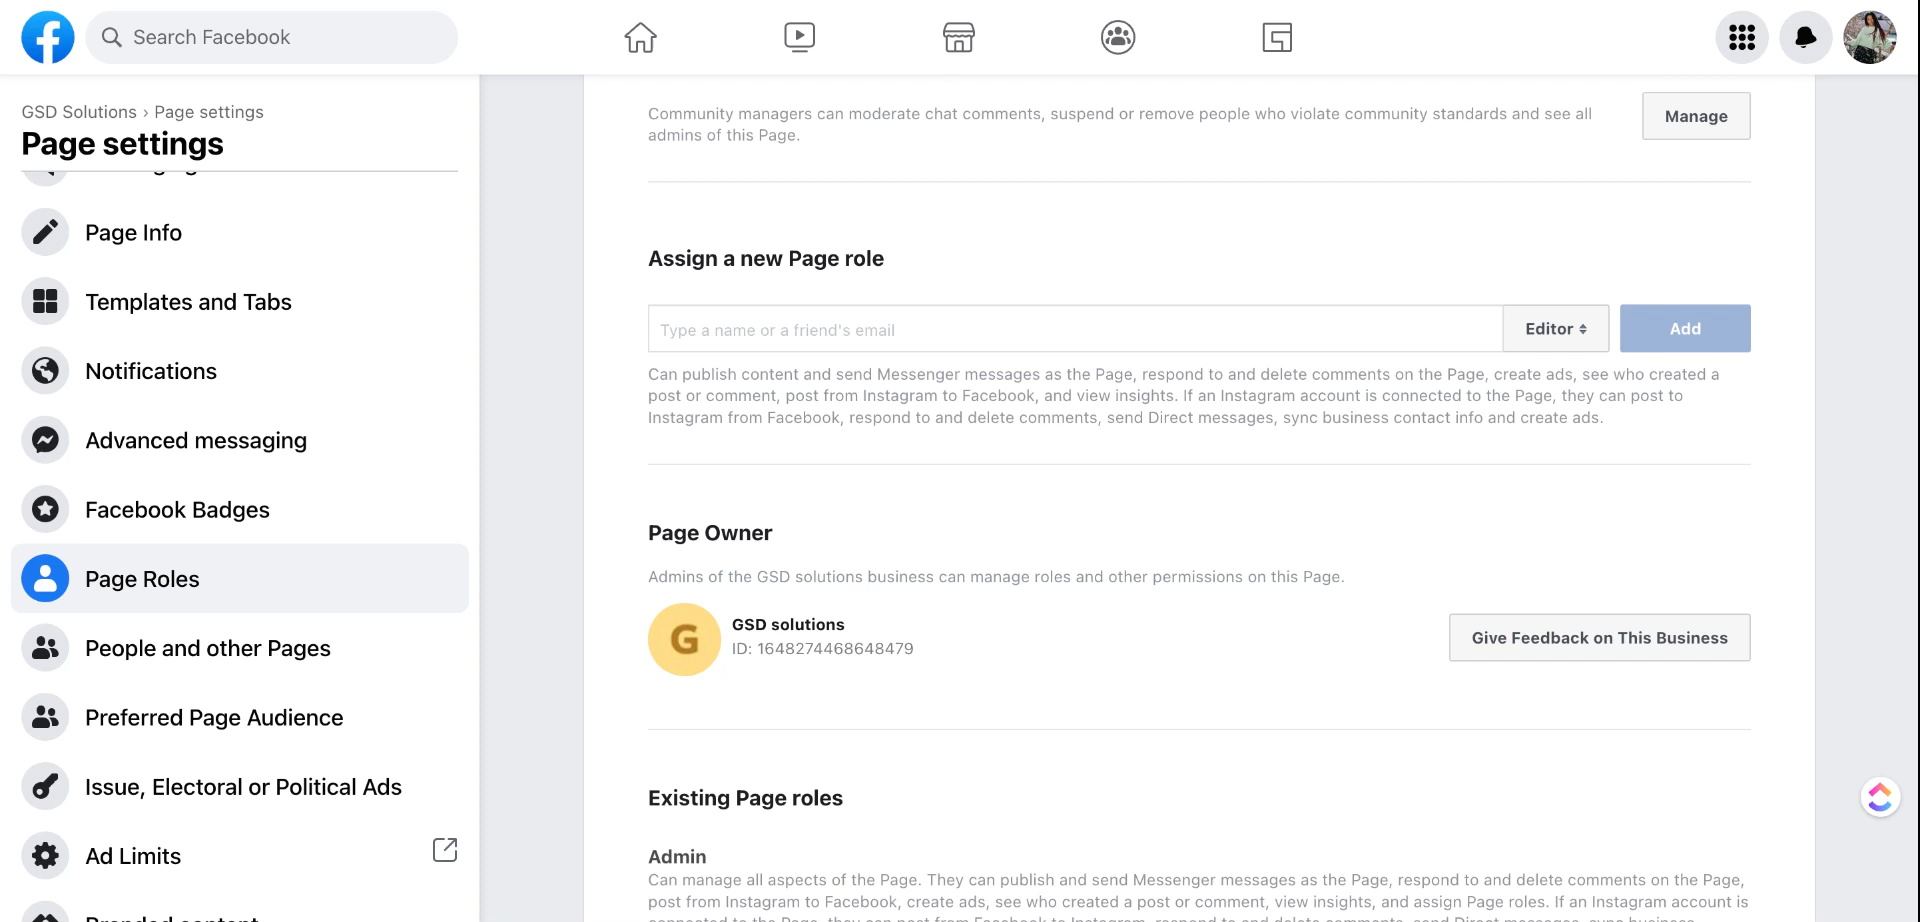 Search Facebook
GSD Solutions › Page settings
Page settings
Page Info
Templates and Tabs
Notifications
Advanced messaging
Facebook Badges
Page Roles
People and other Pages
Preferred Page Audience
Issue, Electoral or Political Ads
Ad Limits
Community managers can moderate chat comments, suspend or remove people who violate community standards and see all
admins of this Page.
Manage
Assign a new Page role
Type a name or a friend's email
Editor
Add
Can publish content and send Messenger messages as the Page, respond to and delete comments on the Page, create ads, see who created a
post or comment, post from Instagram to Facebook, and view insights. If an Instagram account is connected to the Page, they can post to
Instagram from Facebook, respond to and delete comments, send Direct messages, sync business contact info and create ads.
Page Owner
Admins of the GSD solutions business can manage roles and other permissions on this Page.
G
GSD solutions
ID: 1648274468648479
Give Feedback on This Business
Existing Page roles
Admin
Can manage all aspects of the Page. They can publish and send Messenger messages as the Page, respond to and delete comments on the Page,
post from Instagram to Facebook, create ads, see who created a post or comment, view insights, and assign Page roles. If an Instagram account is